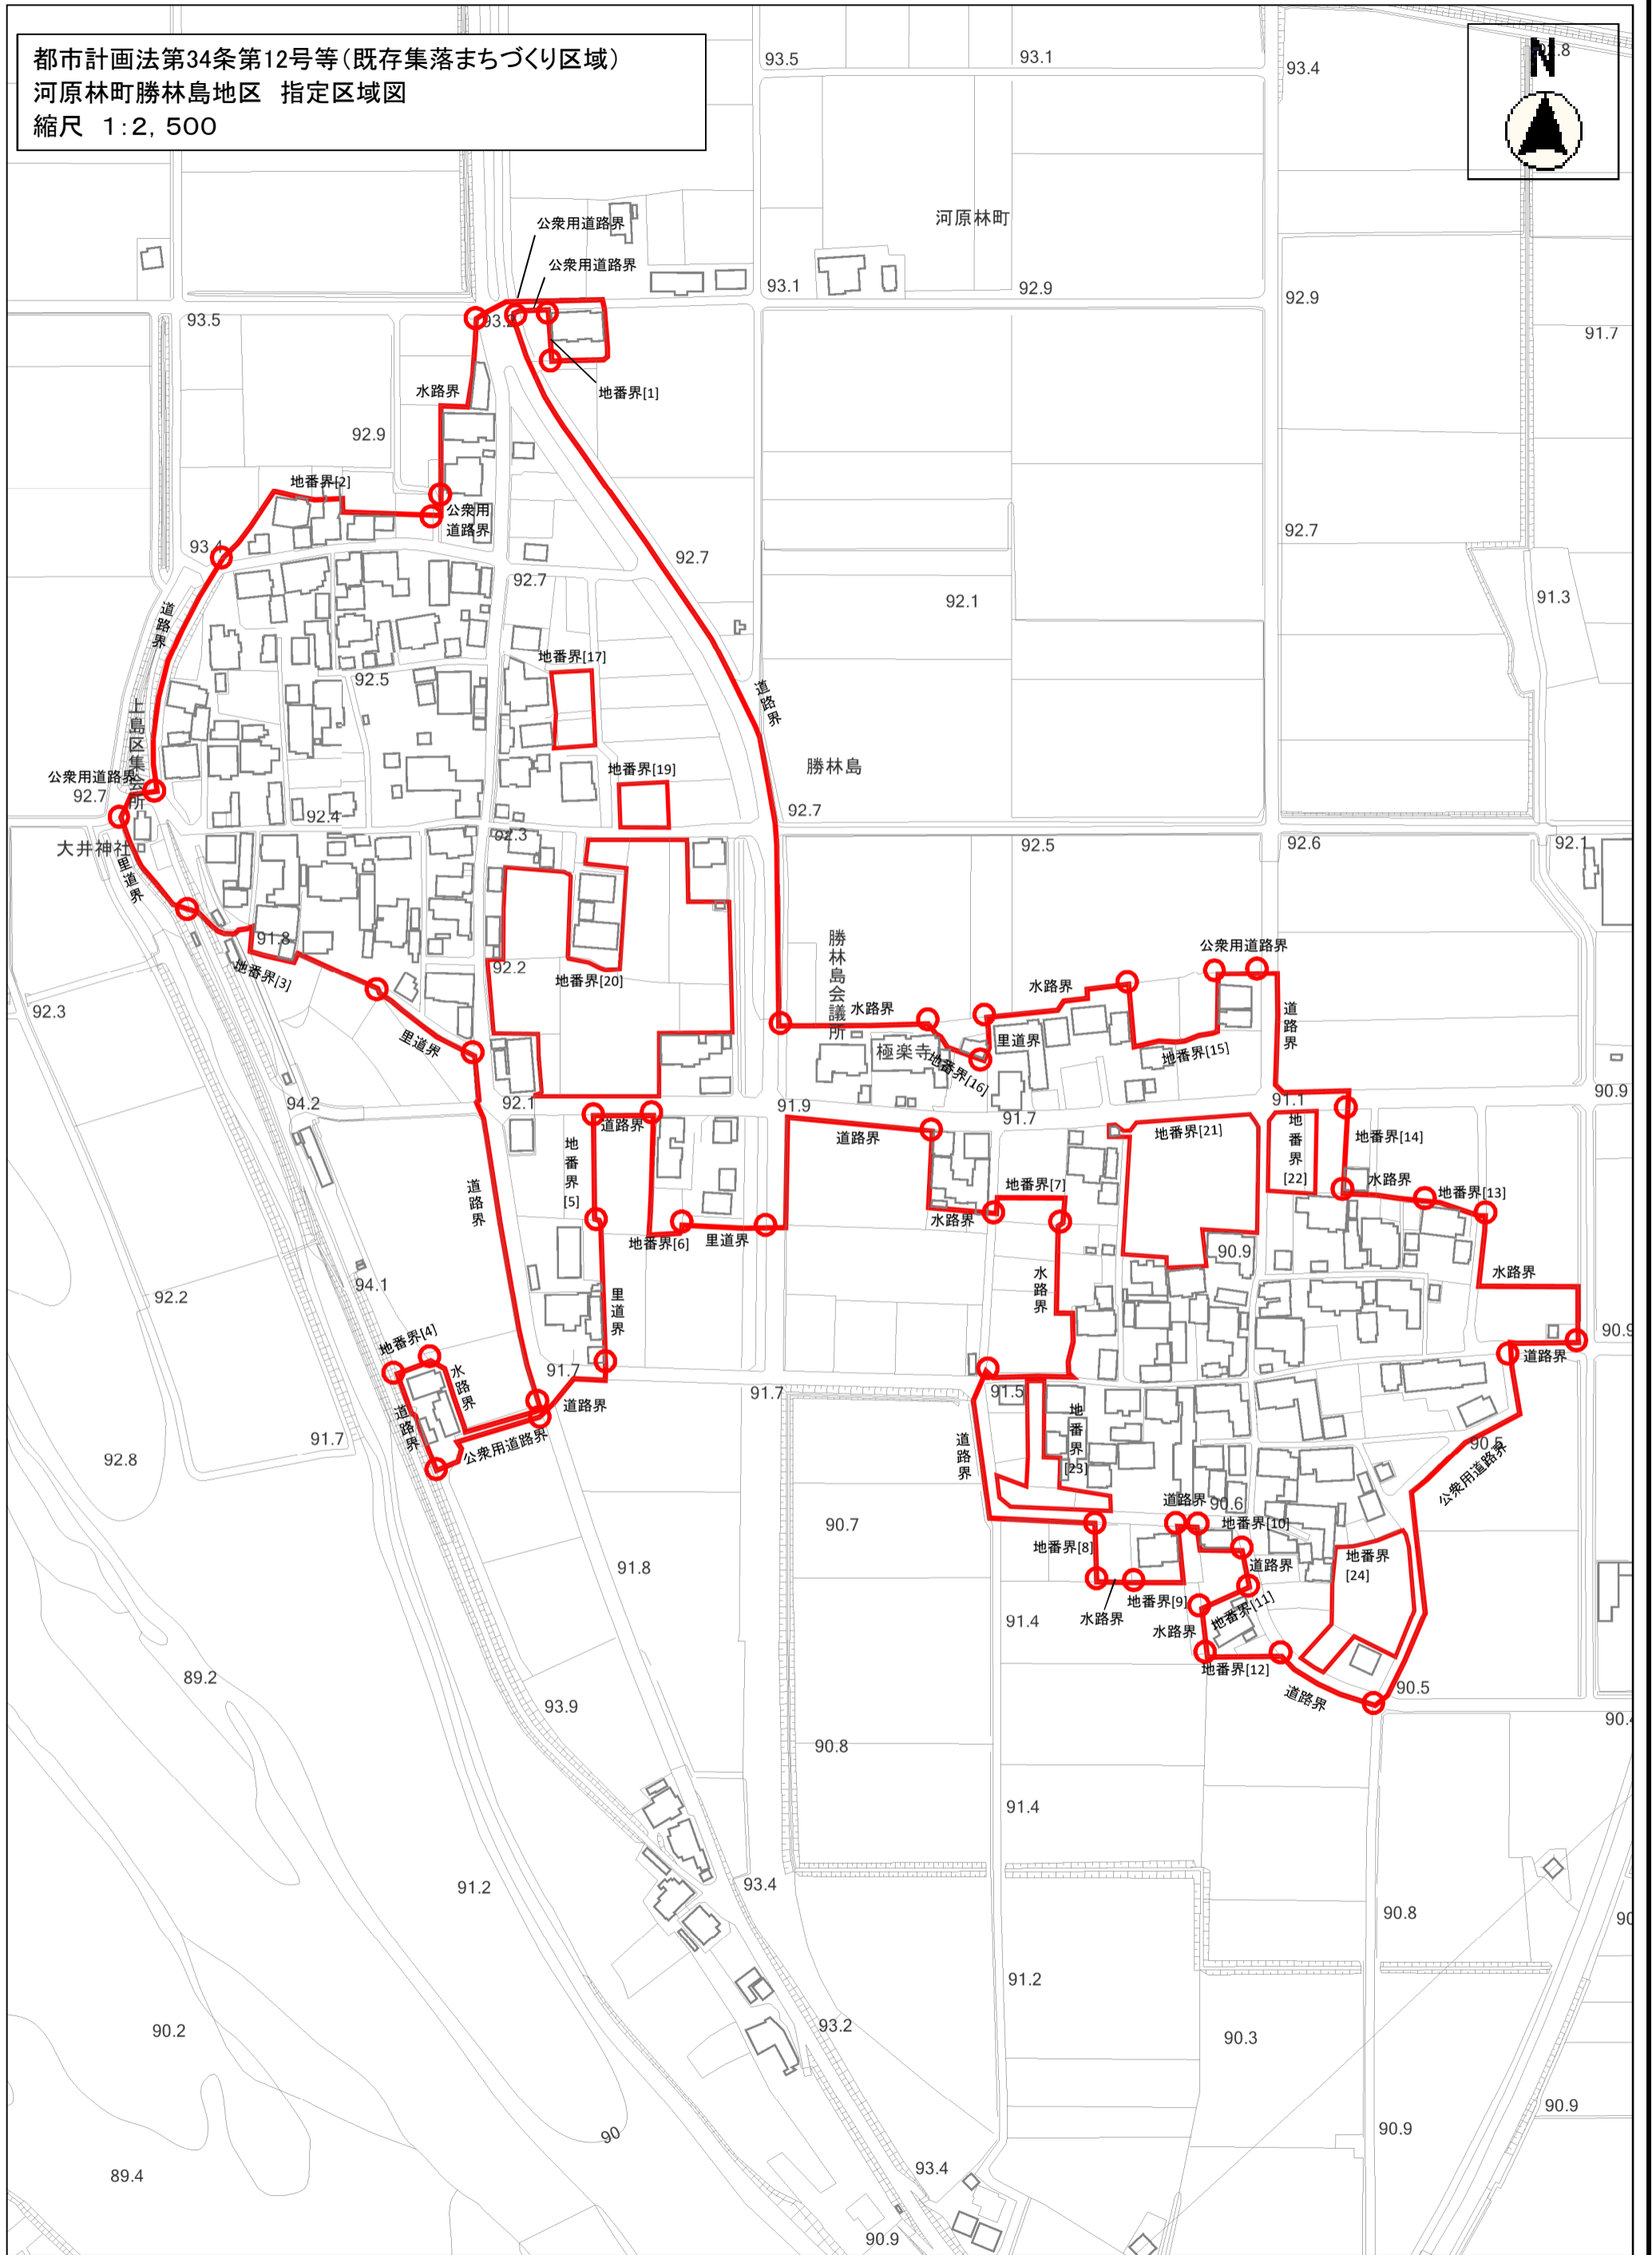 都市計画法第34条第12号等(既存集落まちづくり区域)
河原林町勝林島地区 指定区域図
縮尺 1:2,500
N
93.5
93.1
93.4
河原林町
公衆用道路界
公衆用道路界
93.1
92.9
92.9
93.5
91.7
地番界[1]
水路界
92.9
地番界[2]
公衆用
道路界
92.7
92.7
92.7
92.1
91.3
道路界
地番界[17]
92.5
道路界
上島区集会所
勝林島
地番界[19]
公衆用道路界
92.7
92.4
92.7
92.3
92.5
92.6
92.1
大井神社
里道界
91.8
勝林島会議所
公衆用道路界
地番界[3]
92.2
地番界[20]
水路界
92.3
水路界
道路界
里道界
極楽寺
里道界
地番界[16]
地番界[15]
90.9
94.2
92.1
91.9
91.7
91.1
道路界
道路界
地番界[21]
地番界[22]
地番界[14]
地番界[5]
道路界
地番界[7]
水路界
地番界[13]
水路界
地番界[6]
里道界
90.9
水路界
水路界
94.1
92.2
里道界
90.9
地番界[4]
水路界
91.7
道路界
91.7
91.5
道路界
道路界
公衆用道路界
91.7
92.8
道路界
地番界[23]
90.5
公衆用道路界
90.7
道路界
90.6
地番界[10]
地番界[8]
道路界
地番界
[24]
91.8
水路界
地番界[9]
地番界[11]
91.4
水路界
地番界[12]
89.2
道路界
90.5
93.9
90.8
91.4
91.2
93.4
90.8
91.2
90.2
93.2
90.3
90
90.9
90.9
89.4
93.4
90.9